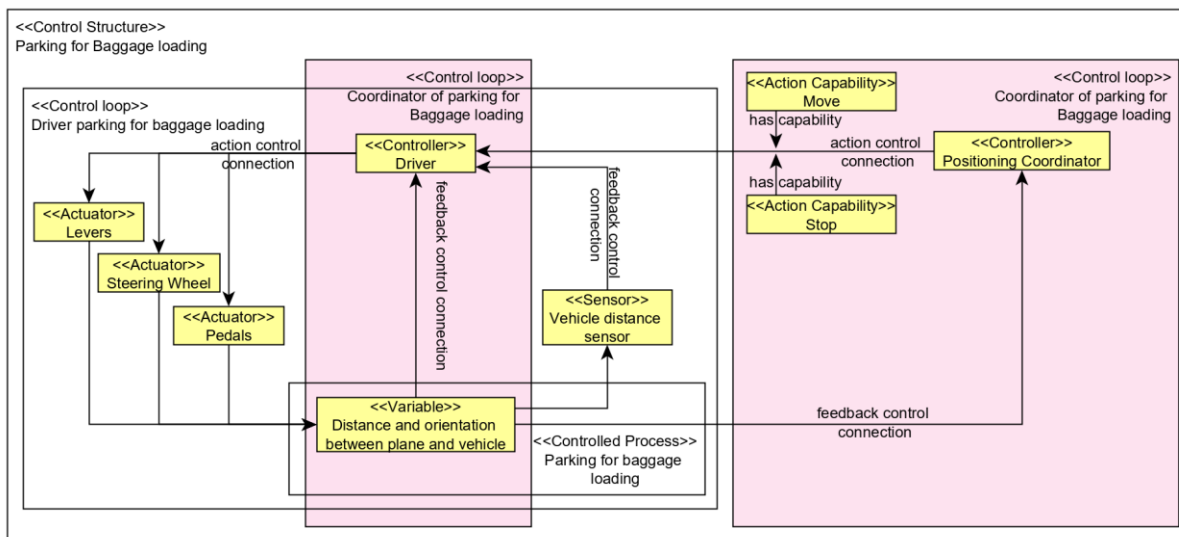 <<Control Structure>>
Parking for Baggage loading
<<Control loop>>
Driver parking for baggage loading
<<Control loop>>
Coordinator of parking for
Baggage loading
<<Controller>>
Driver
action control
connection
<<Actuator>>
Levers
<<Actuator>>
Steering Wheel
<<Actuator>>
Pedals
feedback control connection
feedback control
connection
<<Sensor>>
Vehicle distance
sensor
<<Variable>>
Distance and orientation
between plane and vehicle
<<Controlled Process>>
Parking for baggage
loading
<<Control loop>>
Coordinator of parking for
Baggage loading
<<Action Capability>>
Move
has capability
action control
connection
<<Controller>>
Positioning Coordinator
has capability
<<Action Capability>>
Stop
feedback control
connection